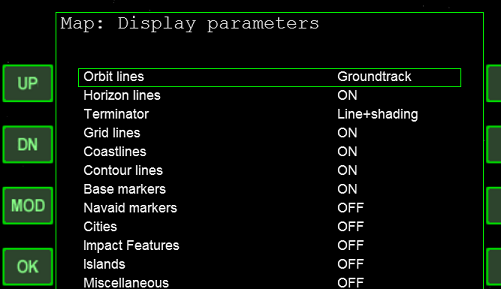 Map: Display parameters
UP
Orbit lines Groundtrack
Horizon lines ON
Terminator Line+shading
DN
Grid lines ON
Coastlines ON
Contour lines ON
Base markers ON
MOD
Navaid markers OFF
Cities OFF
Impact Features OFF
OK
Islands OFF
Miscellaneous OFF